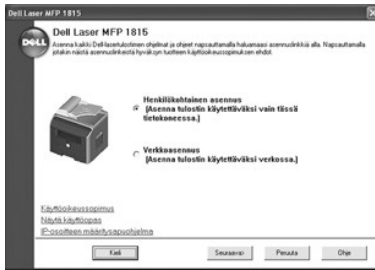 Dell Laser MFP 1815
Dell Laser MFP 1815
DELL
Asenna kaikki Dell-lasertulostimen ohjelmat ja ohjeet napsauttamalla haluamaasi asennuslinkkiä alla. Napsauttamalla
jotakin näistä asennuslinkeistä hyväksyn tuotteen käyttöoikeussopimuksen ehdot.
Henkilökohtainen asennus
(Asenna tulostin käytettäväksi vain tässä
tietokoneessa.)
Verkkoasennus
(Asenna tulostin käytettäväksi verkossa.)
Käyttöoikeussopimus
Näytä käyttöopas
IP-osoitteen määritysapuohjelma
Kieli
Seuraava>
Peruuta
Ohje